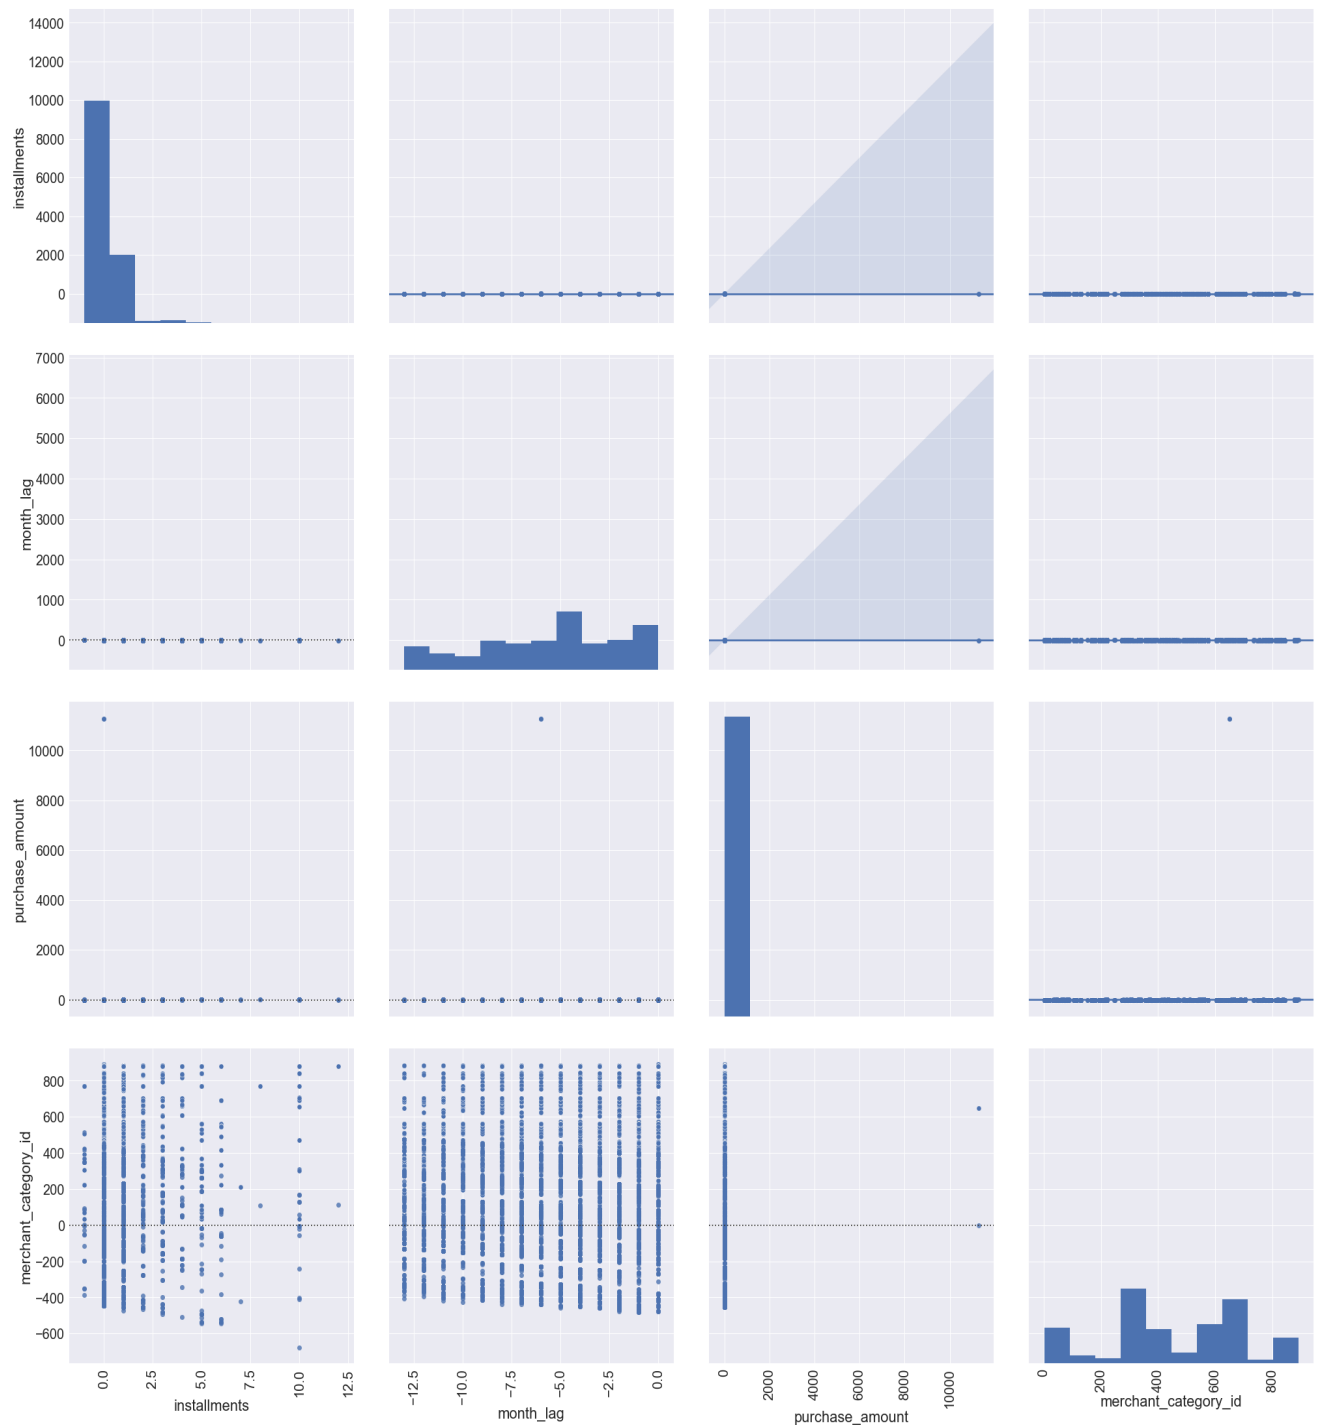 14000
12000
10000
8000
6000
4000
2000
0
installments
7000
6000
5000
4000
3000
2000
1000
0
month_lag
10000
8000
6000
4000
2000
0
purchase_amount
800
600
400
200
0
−200
−400
−600
merchant_category_id
0.0 2.5 5.0 7.5 10.0 12.5
installments
−12.5 −10.0 −7.5 −5.0 −2.5 0.0
month_lag
0 2000 4000 6000 8000 10000
purchase_amount
0 200 400 600 800
merchant_category_id